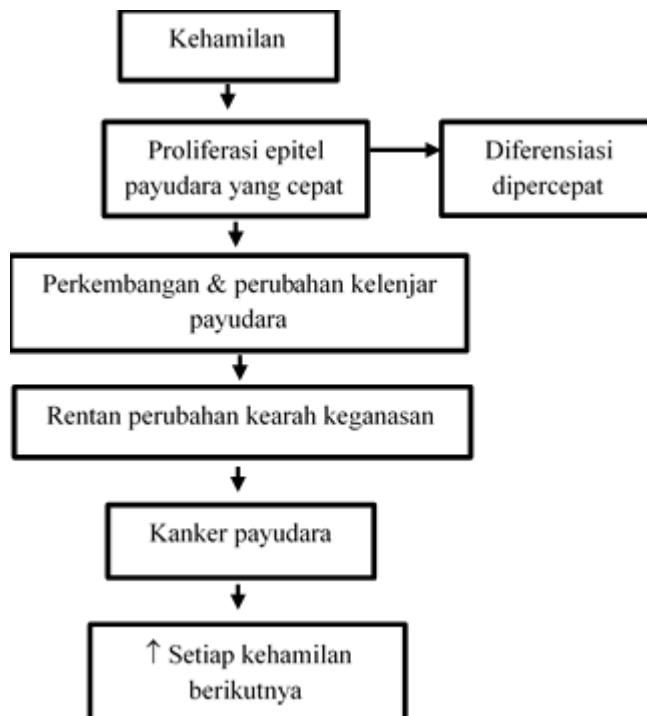 Kehamilan
Proliferasi epitel
payudara yang cepat
Diferensiasi
dipercepat
Perkembangan & perubahan kelenjar
payudara
Rentan perubahan kearah keganasan
Kanker payudara
↑ Setiap kehamilan
berikutnya